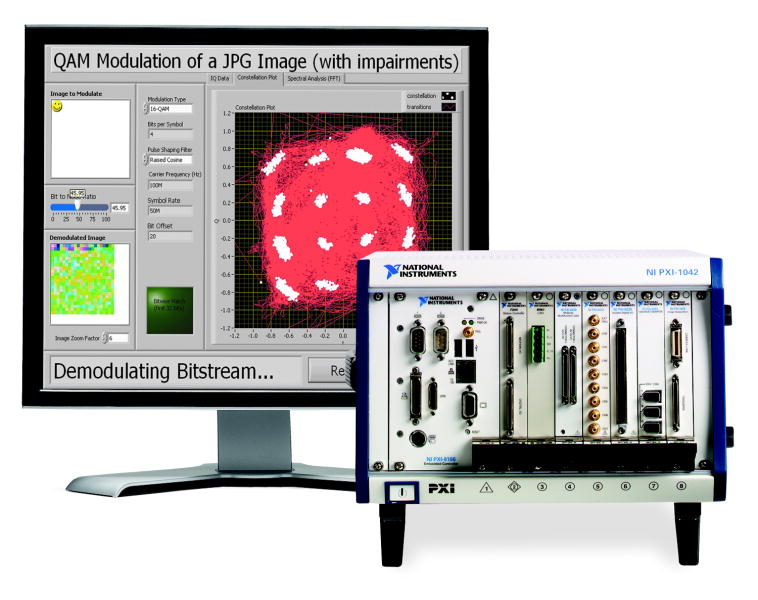 QAM Modulation of a JPG Image (with impairments)
IQ Data
Constellation Plot
Spectral Analysis (FFT)
Image to Modulate
Modulation Type
16-QAM
Bits per Symbol
4
Pulse Shaping Filter
Raised Cosine
Carrier Frequency (Hz)
100M
Symbol Rate
50M
Bit Offset
20
constellation
transitions
Constellation Plot
1.2
1.0
0.8
0.6
0.4
0.2
0.0
-0.2
-0.4
-0.6
-0.8
-1.0
-1.2
Q
-1.2 -1.0 -0.8 -0.6 -0.4 -0.2 0.0
45.95
45.95
0 25 50 75 100
Demodulated Image
Bitwise Match
(first 32 bits)
Image Zoom Factor
6
Demodulating Bitstream...
Re
NATIONAL
INSTRUMENTS
NI PXI-1042
NATIONAL
INSTRUMENTS
NI PXI-8186
Embedded Controller
PXI
1 2 3 4 5 6 7 8